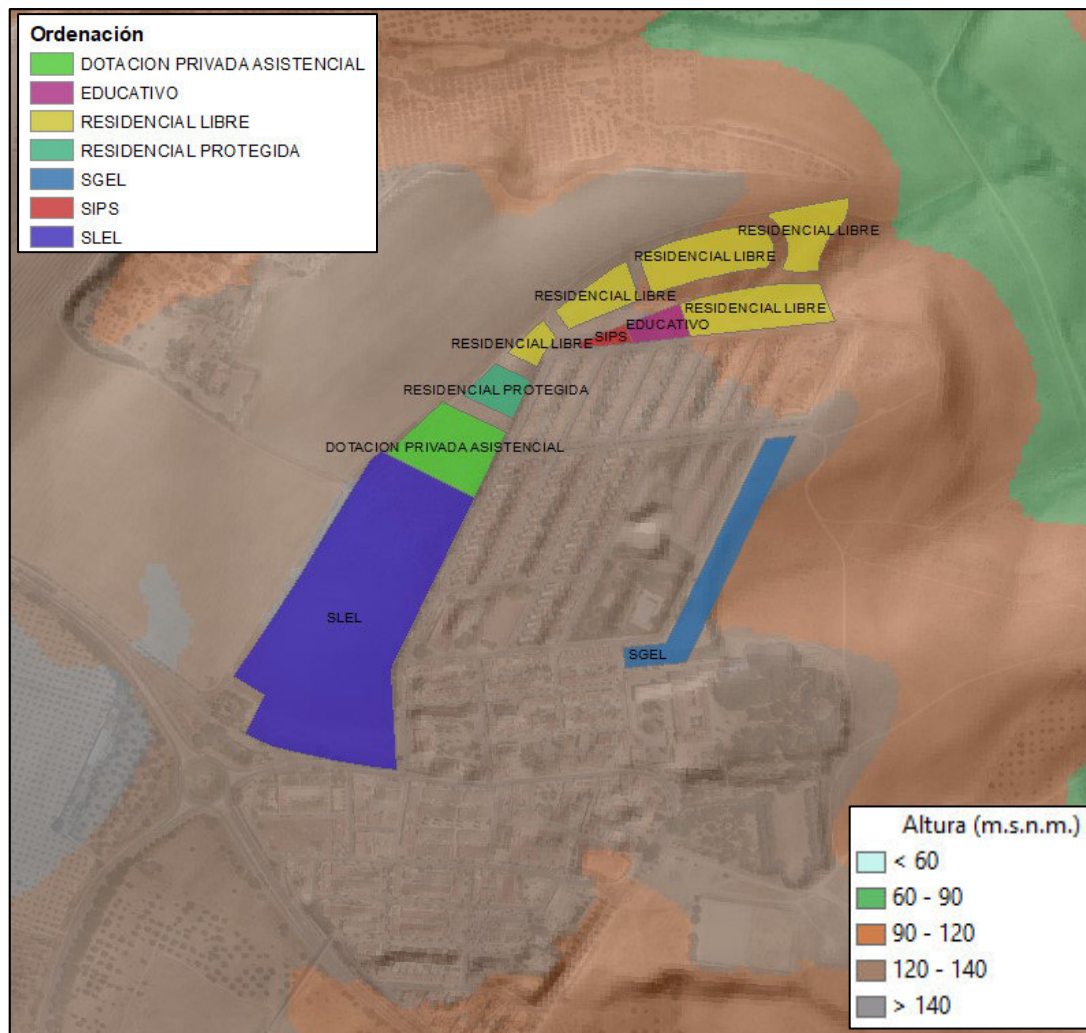 Ordenación
DOTACION PRIVADA ASISTENCIAL
EDUCATIVO
RESIDENCIAL LIBRE
RESIDENCIAL PROTEGIDA
SGEL
SIPS
SLEL
RESIDENCIAL LIBRE
RESIDENCIAL LIBRE
RESIDENCIAL LIBRE
RESIDENCIAL LIBRE
EDUCATIVO
SIPS
RESIDENCIAL LIBRE
RESIDENCIAL PROTEGIDA
DOTACION PRIVADA ASISTENCIAL
SLEL
SGEL
Altura (m.s.n.m.)
< 60
60 - 90
90 - 120
120 - 140
> 140